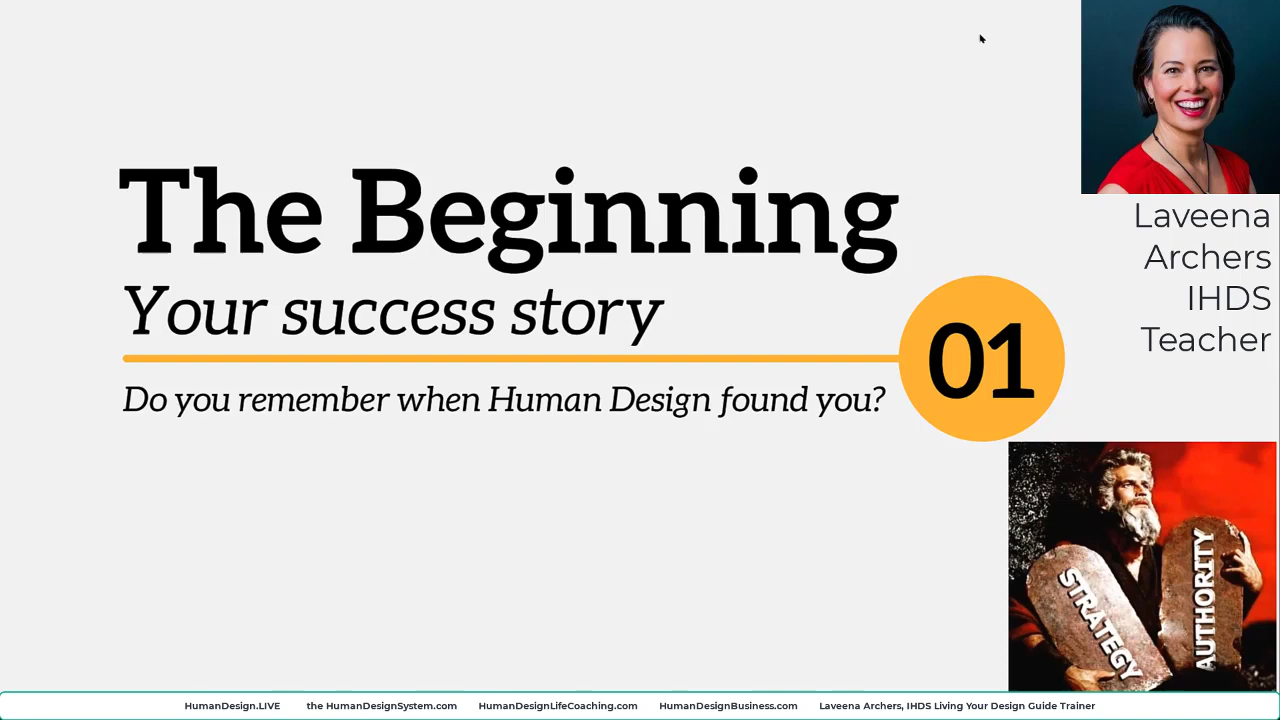 The Beginning
Your success story
Do you remember when Human Design found you?
01
Laveena
Archers
IHDS
Teacher
STRATEGY
AUTHORITY
HumanDesign.LIVE the HumanDesignSystem.com HumanDesignLifeCoaching.com HumanDesignBusiness.com Laveena Archers, IHDS Living Your Design Guide Trainer